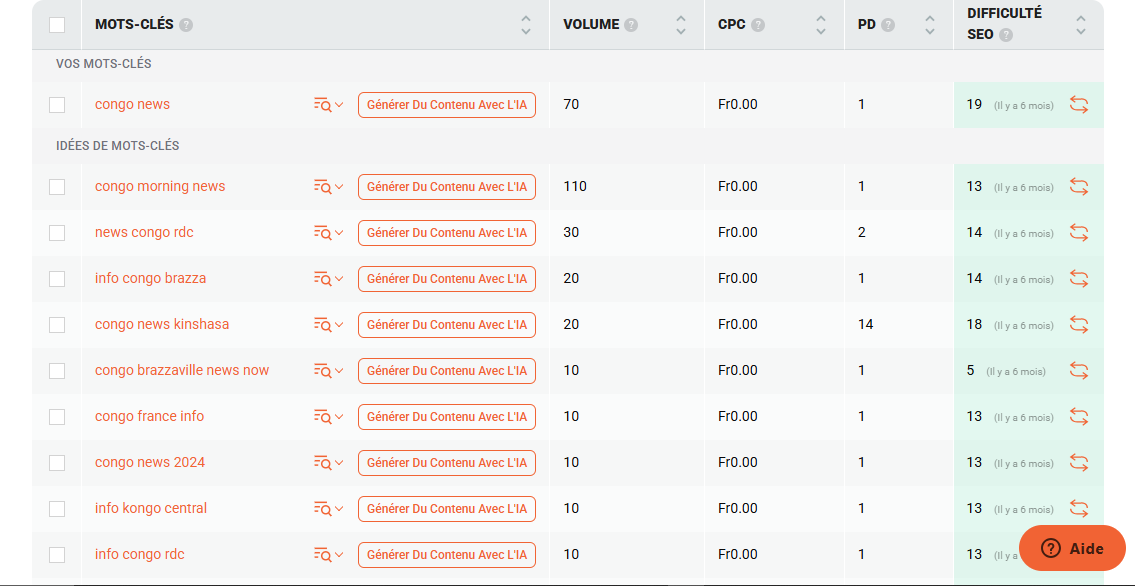 MOTS-CLÉS ? VOLUME ? CPC ? PD ? DIFFICULTÉ SEO ?
VOS MOTS-CLÉS
congo news Générer Du Contenu Avec L'IA 70 Fr0.00 1 19 (Il y a 6 mois)
IDÉES DE MOTS-CLÉS
congo morning news Générer Du Contenu Avec L'IA 110 Fr0.00 1 13 (Il y a 6 mois)
news congo rdc Générer Du Contenu Avec L'IA 30 Fr0.00 2 14 (Il y a 6 mois)
info congo brazza Générer Du Contenu Avec L'IA 20 Fr0.00 1 14 (Il y a 6 mois)
congo news kinshasa Générer Du Contenu Avec L'IA 20 Fr0.00 14 18 (Il y a 6 mois)
congo brazzaville news now Générer Du Contenu Avec L'IA 10 Fr0.00 1 5 (Il y a 6 mois)
congo france info Générer Du Contenu Avec L'IA 10 Fr0.00 1 13 (Il y a 6 mois)
congo news 2024 Générer Du Contenu Avec L'IA 10 Fr0.00 1 13 (Il y a 6 mois)
info kongo central Générer Du Contenu Avec L'IA 10 Fr0.00 1 13 (Il y a 6 mois)
info congo rdc Générer Du Contenu Avec L'IA 10 Fr0.00 1 13 (Il y a
? Aide